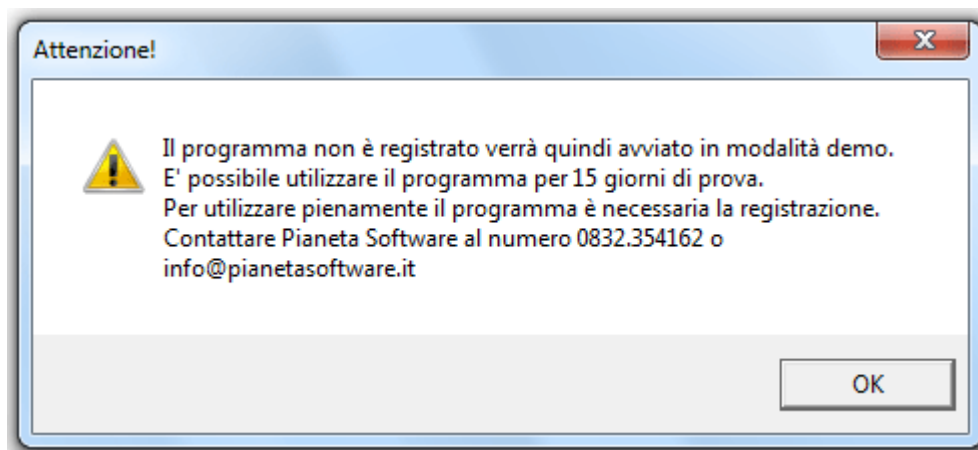 Attenzione!
Il programma non è registrato verrà quindi avviato in modalità demo.
E' possibile utilizzare il programma per 15 giorni di prova.
Per utilizzare pienamente il programma è necessaria la registrazione.
Contattare Pianeta Software al numero 0832.354162 o
info@pianetasoftware.it
OK